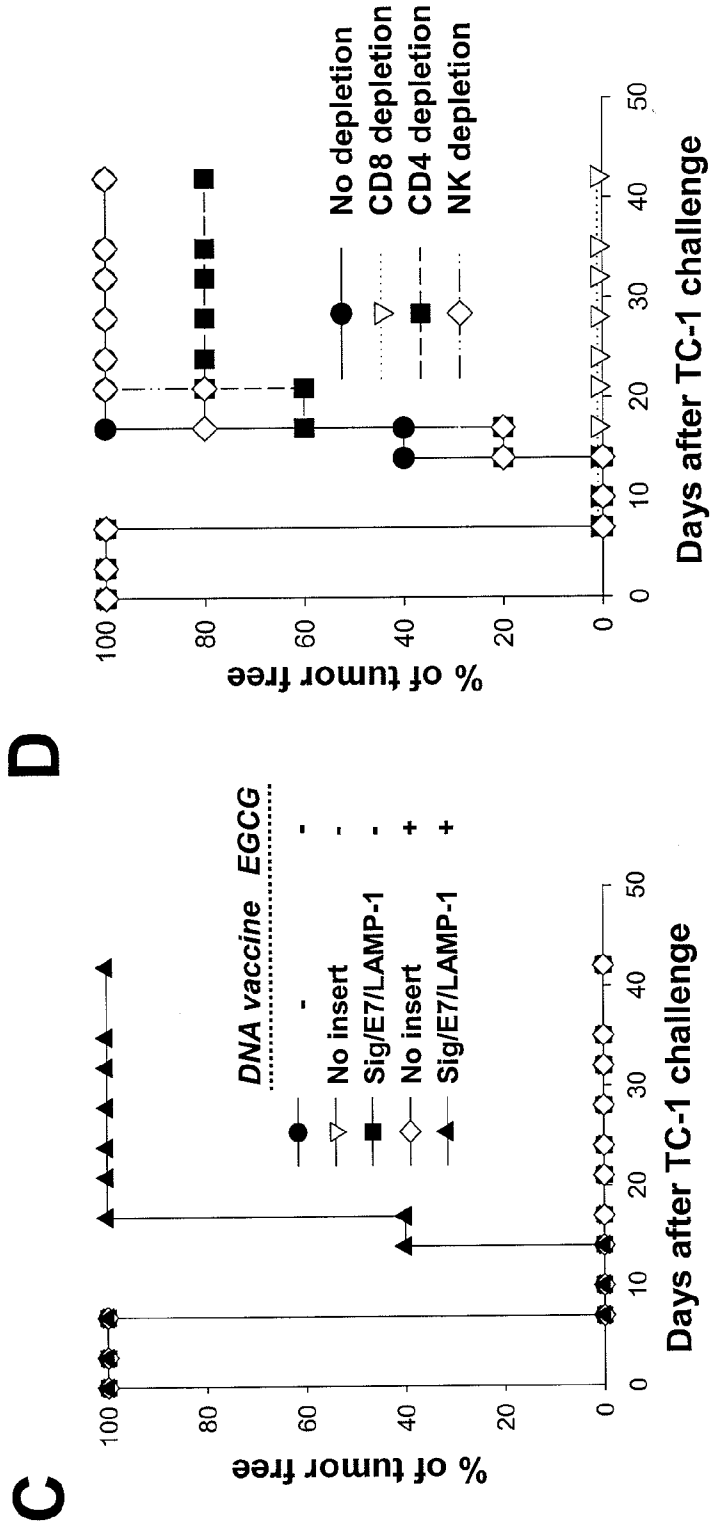 C
% of tumor free
100
80
60
40
20
0
0 10 20 30 40 50
Days after TC-1 challenge
DNA vaccine EGCG
- -
No insert -
Sig/E7/LAMP-1 -
No insert +
Sig/E7/LAMP-1 +
D
% of tumor free
100
80
60
40
20
0
0 10 20 30 40 50
Days after TC-1 challenge
No depletion
CD8 depletion
CD4 depletion
NK depletion